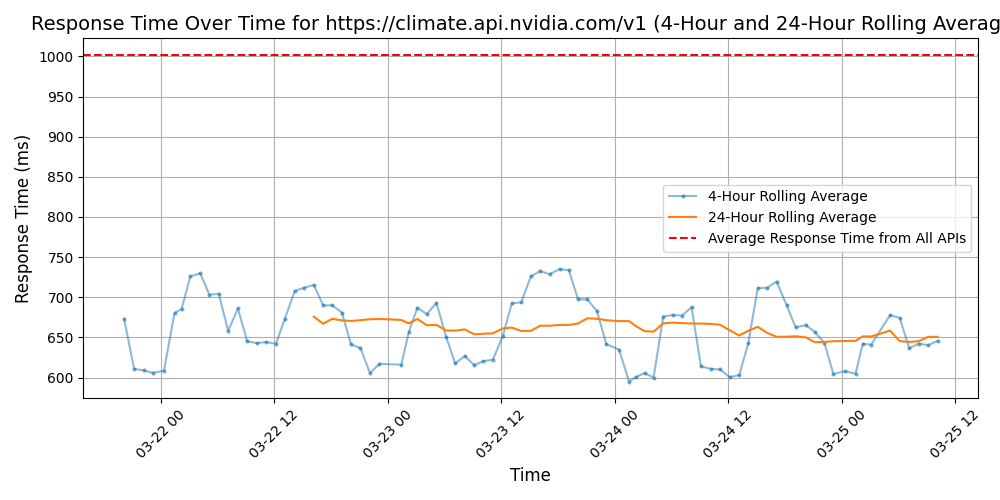 Response Time Over Time for https://climate.api.nvidia.com/v1 (4-Hour and 24-Hour Rolling Averag
Response Time (ms)
1000
950
900
850
800
750
700
650
600
4-Hour Rolling Average
24-Hour Rolling Average
Average Response Time from All APIs
03-22 00
03-22 12
03-23 00
03-23 12
03-24 00
03-24 12
03-25 00
03-25 12
Time